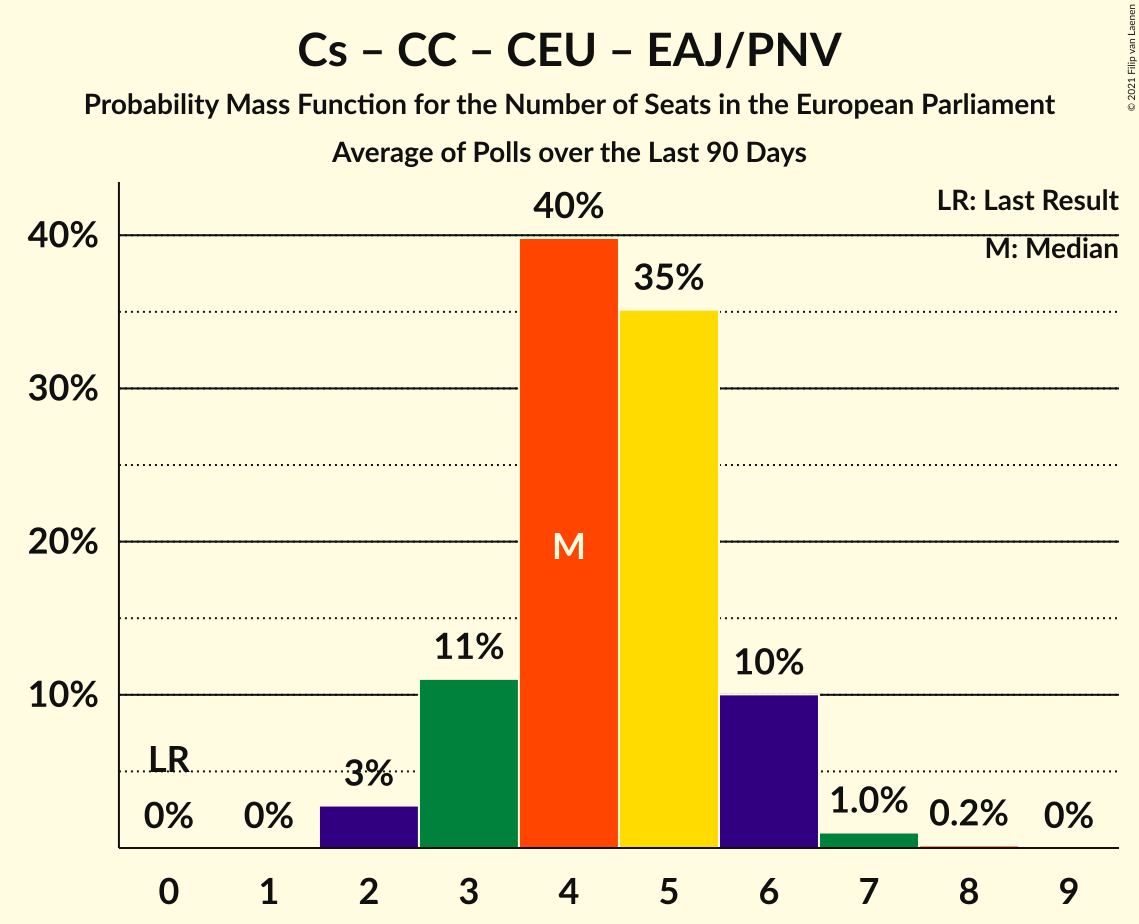 Cs – CC – CEU – EAJ/PNV
Probability Mass Function for the Number of Seats in the European Parliament
Average of Polls over the Last 90 Days
© 2021 Filip van Laenen
LR: Last Result
M: Median
40%
30%
20%
10%
LR
0%
0%
3%
11%
40%
M
35%
10%
1.0%
0.2%
0%
0 1 2 3 4 5 6 7 8 9